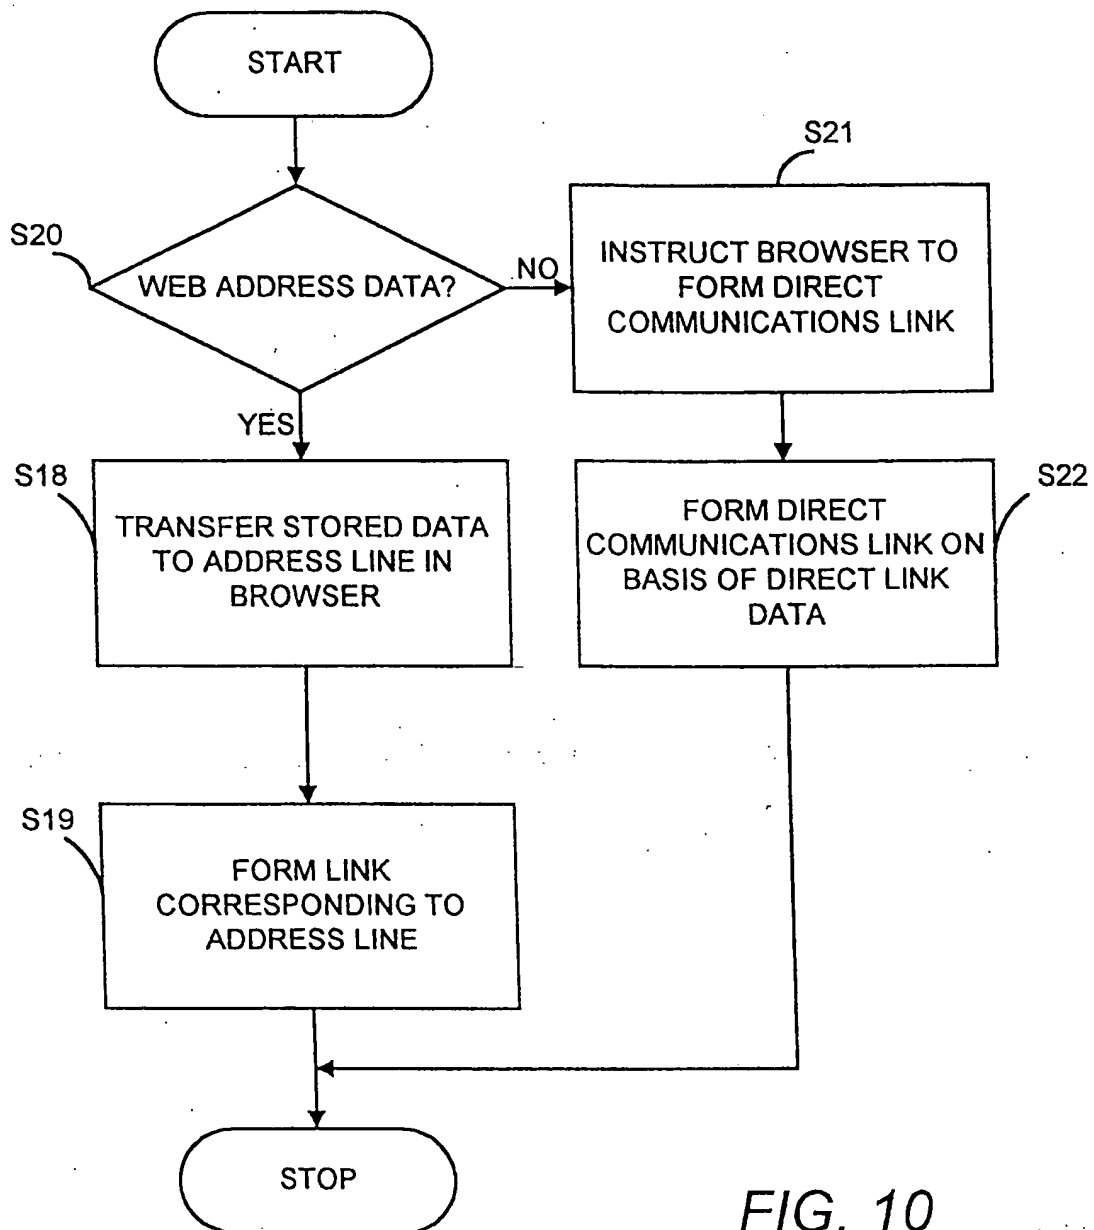 START
S21
S20
WEB ADDRESS DATA?
NO
INSTRUCT BROWSER TO
FORM DIRECT
COMMUNICATIONS LINK
YES
S18
TRANSFER STORED DATA
TO ADDRESS LINE IN
BROWSER
S22
FORM DIRECT
COMMUNICATIONS LINK ON
BASIS OF DIRECT LINK
DATA
S19
FORM LINK
CORRESPONDING TO
ADDRESS LINE
STOP
FIG. 10